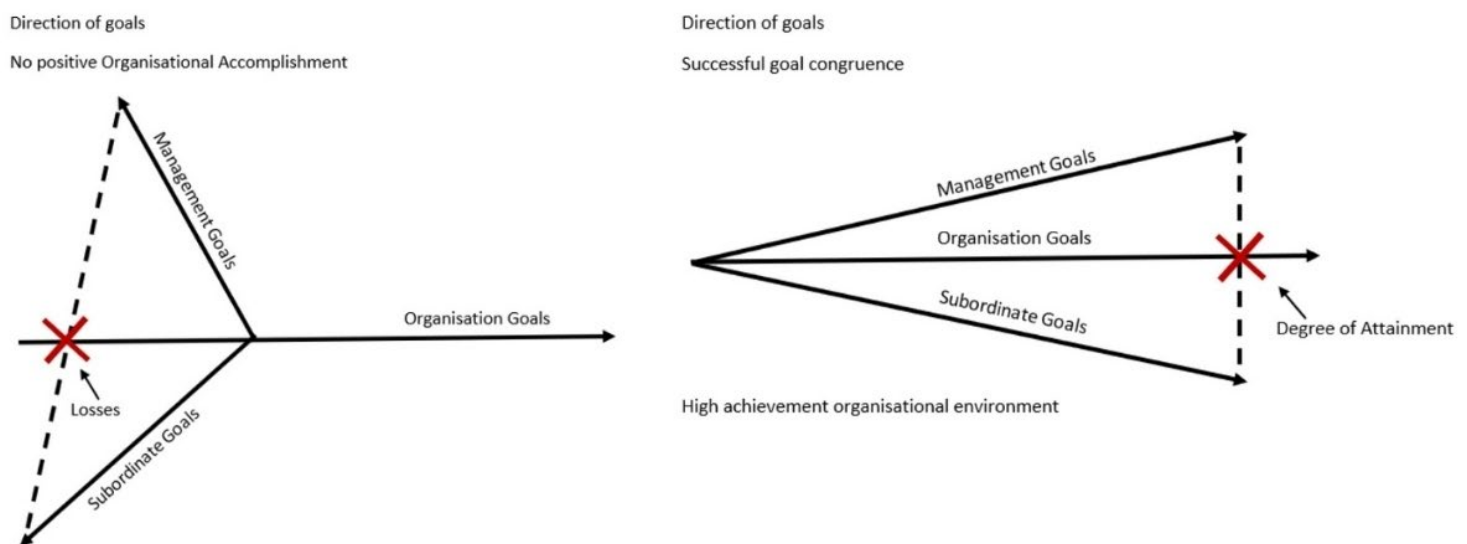 Direction of goals
No positive Organisational Accomplishment
Management Goals
Organisation Goals
Losses
Subordinate Goals
Direction of goals
Successful goal congruence
Management Goals
Organisation Goals
Subordinate Goals
Degree of Attainment
High achievement organisational environment